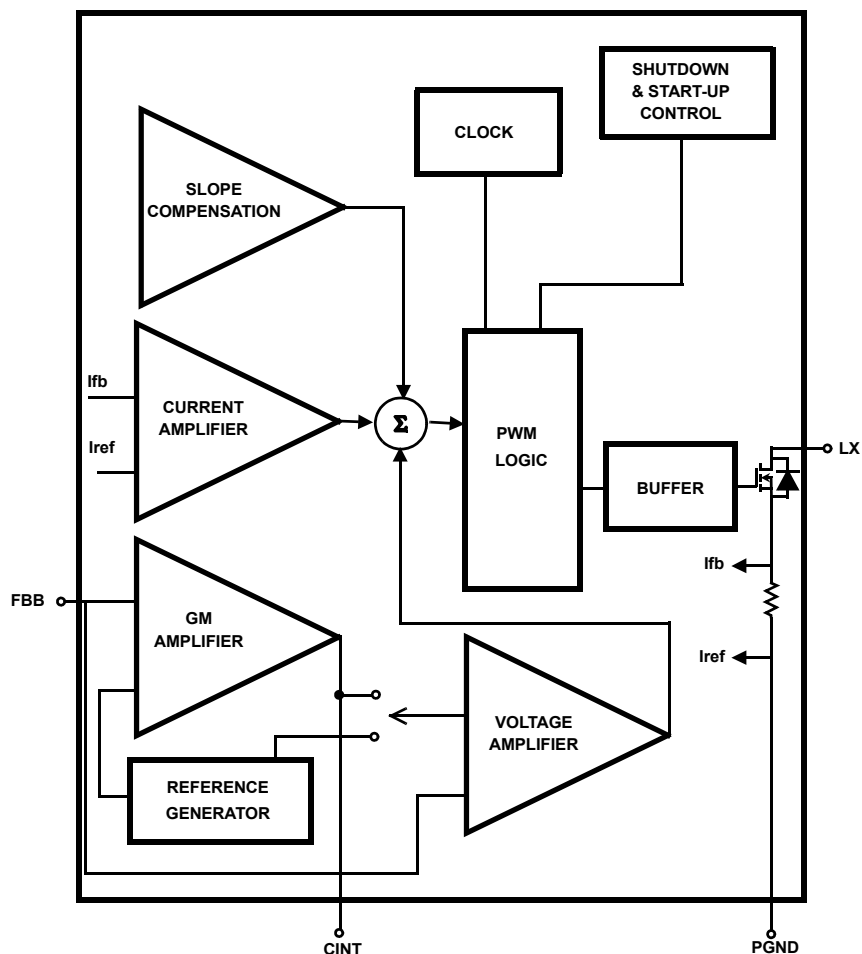 SHUTDOWN
& START-UP
CONTROL
CLOCK
SLOPE
COMPENSATION
Ifb
CURRENT
AMPLIFIER
Iref
Σ
PWM
LOGIC
BUFFER
LX
Ifb
FBB
GM
AMPLIFIER
Iref
VOLTAGE
AMPLIFIER
REFERENCE
GENERATOR
CINT
PGND